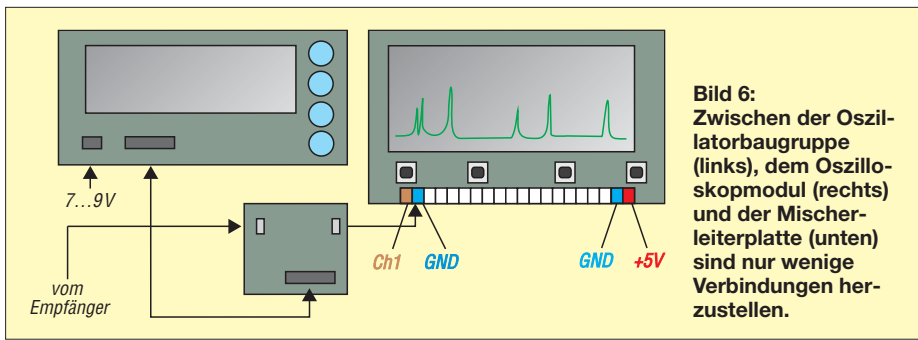 7...9V
vom
Empfänger
Ch1
GND
GND
+5V
Bild 6:
Zwischen der Oszil-
latorbaugruppe
(links), dem Oszillo-
skopmodul (rechts)
und der Mischer-
leiterplatte (unten)
sind nur wenige
Verbindungen her-
zustellen.